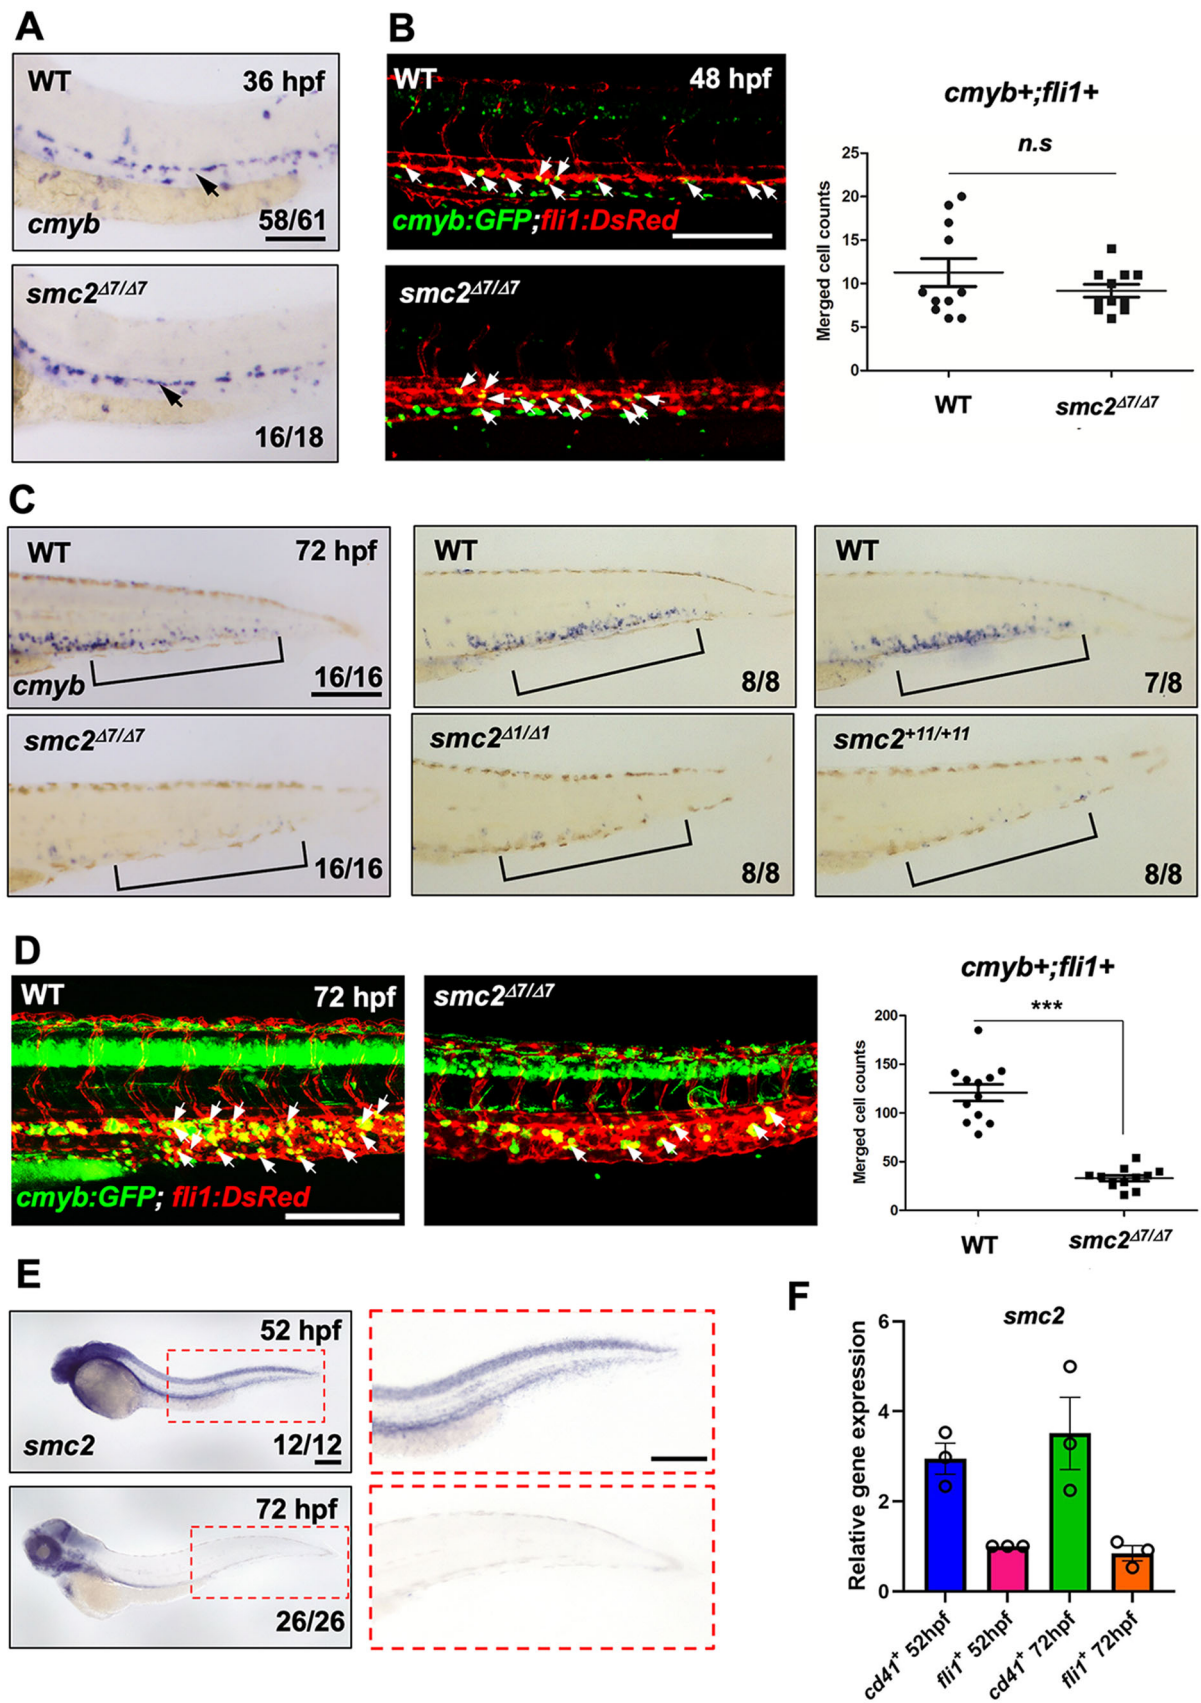 A
WT
36 hpf
cmyb
58/61
smc2Δ7/Δ7
16/18
B
WT
48 hpf
cmyb:GFP;fli1:DsRed
smc2Δ7/Δ7
cmyb+;fli1+
n.s
Merged cell counts
25
20
15
10
5
0
WT
smc2Δ7/Δ7
C
WT
72 hpf
cmyb
16/16
WT
8/8
WT
7/8
smc2Δ7/Δ7
16/16
smc2Δ1/Δ1
8/8
smc2+11/+11
8/8
D
WT
72 hpf
cmyb:GFP; fli1:DsRed
smc2Δ7/Δ7
cmyb+;fli1+
***
Merged cell counts
200
150
100
50
0
WT
smc2Δ7/Δ7
E
52 hpf
smc2
12/12
72 hpf
26/26
F
smc2
Relative gene expression
6
4
2
0
cd41+ 52hpf
fli1+ 52hpf
cd41+ 72hpf
fli1+ 72hpf